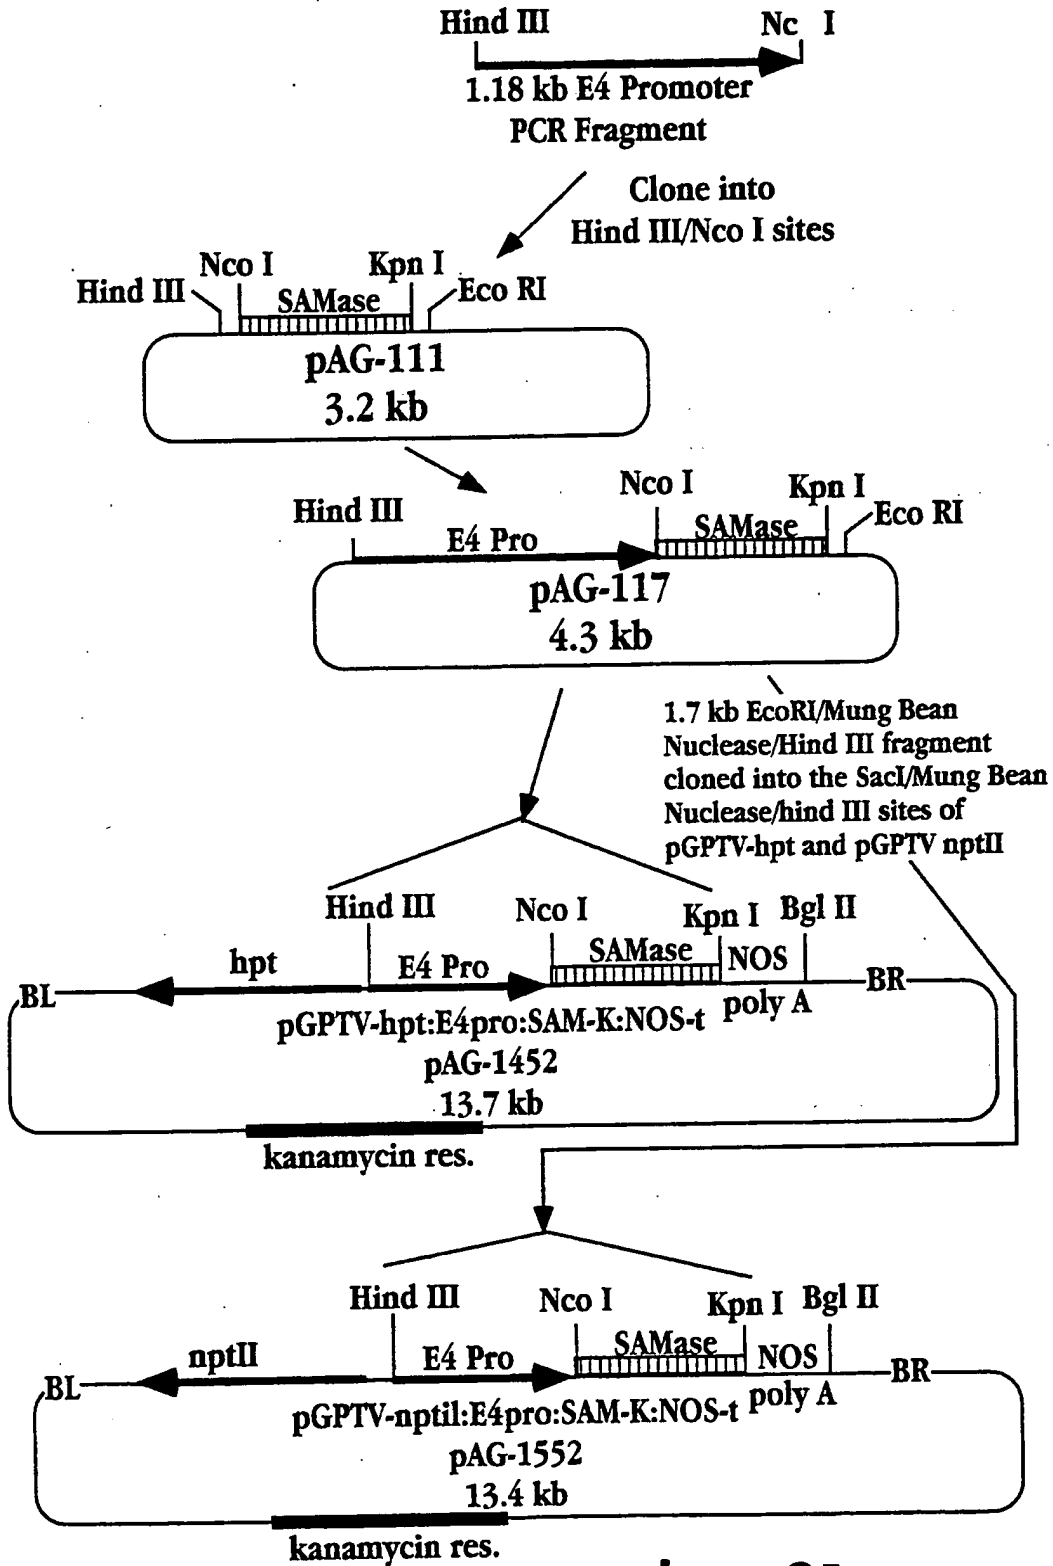 Hind III
Nc I
1.18 kb E4 Promoter
PCR Fragment
Clone into
Hind III/Nco I sites
Hind III
Nco I
Kpn I
Eco RI
SAMase
pAG-111
3.2 kb
Hind III
E4 Pro
Nco I
Kpn I
Eco RI
SAMase
pAG-117
4.3 kb
1.7 kb EcoRI/Mung Bean
Nuclease/Hind III fragment
cloned into the SacI/Mung Bean
Nuclease/hind III sites of
pGPTV-hpt and pGPTV nptII
Hind III
Nco I
Kpn I
Bgl II
BL
hpt
E4 Pro
SAMase
NOS
poly A
BR
pGPTV-hpt:E4pro:SAM-K:NOS-t
pAG-1452
13.7 kb
kanamycin res.
Hind III
Nco I
Kpn I
Bgl II
BL
nptII
E4 Pro
SAMase
NOS
poly A
BR
pGPTV-nptil:E4pro:SAM-K:NOS-t
pAG-1552
13.4 kb
kanamycin res.